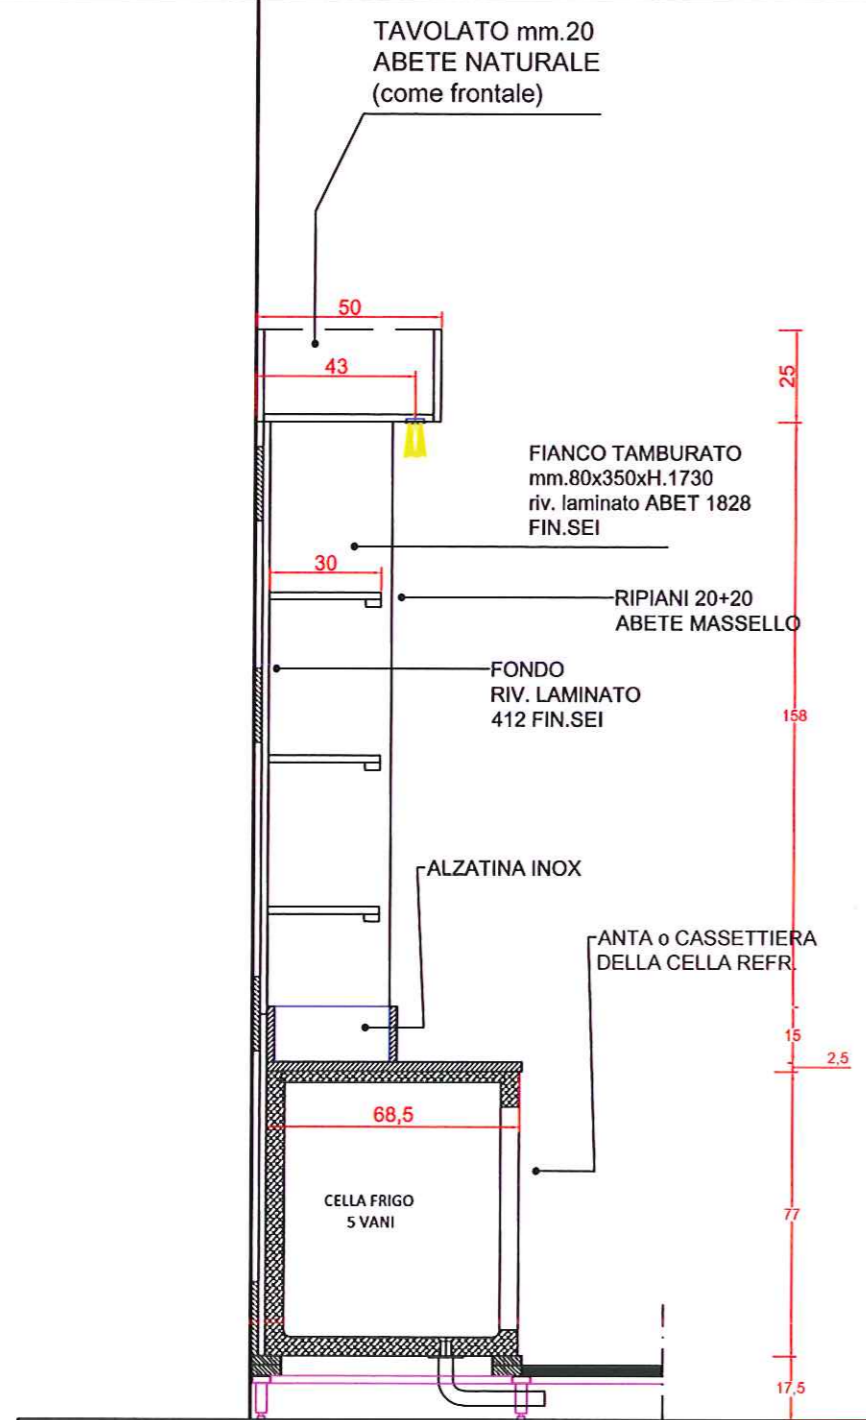 TAVOLATO mm.20
ABETE NATURALE
(come frontale)
50
43
25
FIANCO TAMBURATO
mm.80x350xH.1730
riv. laminato ABET 1828
FIN.SEI
30
RIPIANI 20+20
ABETE MASSELLO
FONDO
RIV. LAMINATO
412 FIN.SEI
158
ALZATINA INOX
ANTA o CASSETTIERA
DELLA CELLA REFR.
15
2,5
68,5
CELLA FRIGO
5 VANI
77
17,5